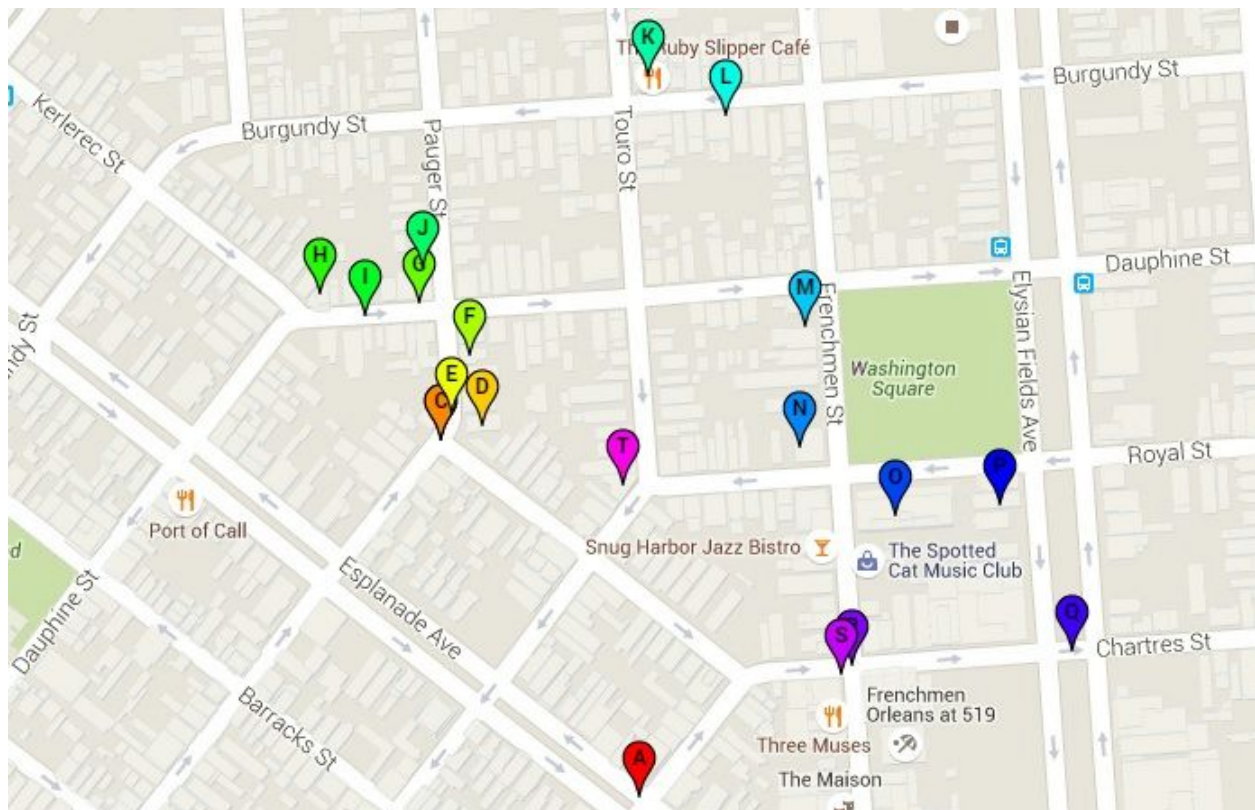 K
The Ruby Slipper Café
L
Burgundy St
Burgundy St
Kerlerec St
Pauger St
Touro St
J
H
G
I
Dauphine St
M
F
Frenchmen St
Elysian Fields Ave
Washington
Square
E
D
C
N
T
Royal St
P
O
Port of Call
Snug Harbor Jazz Bistro
The Spotted
Cat Music Club
Esplanade Ave
Dauphine St
Q
S
Chartres St
Barracks St
Frenchmen
Orleans at 519
Three Muses
A
The Maison